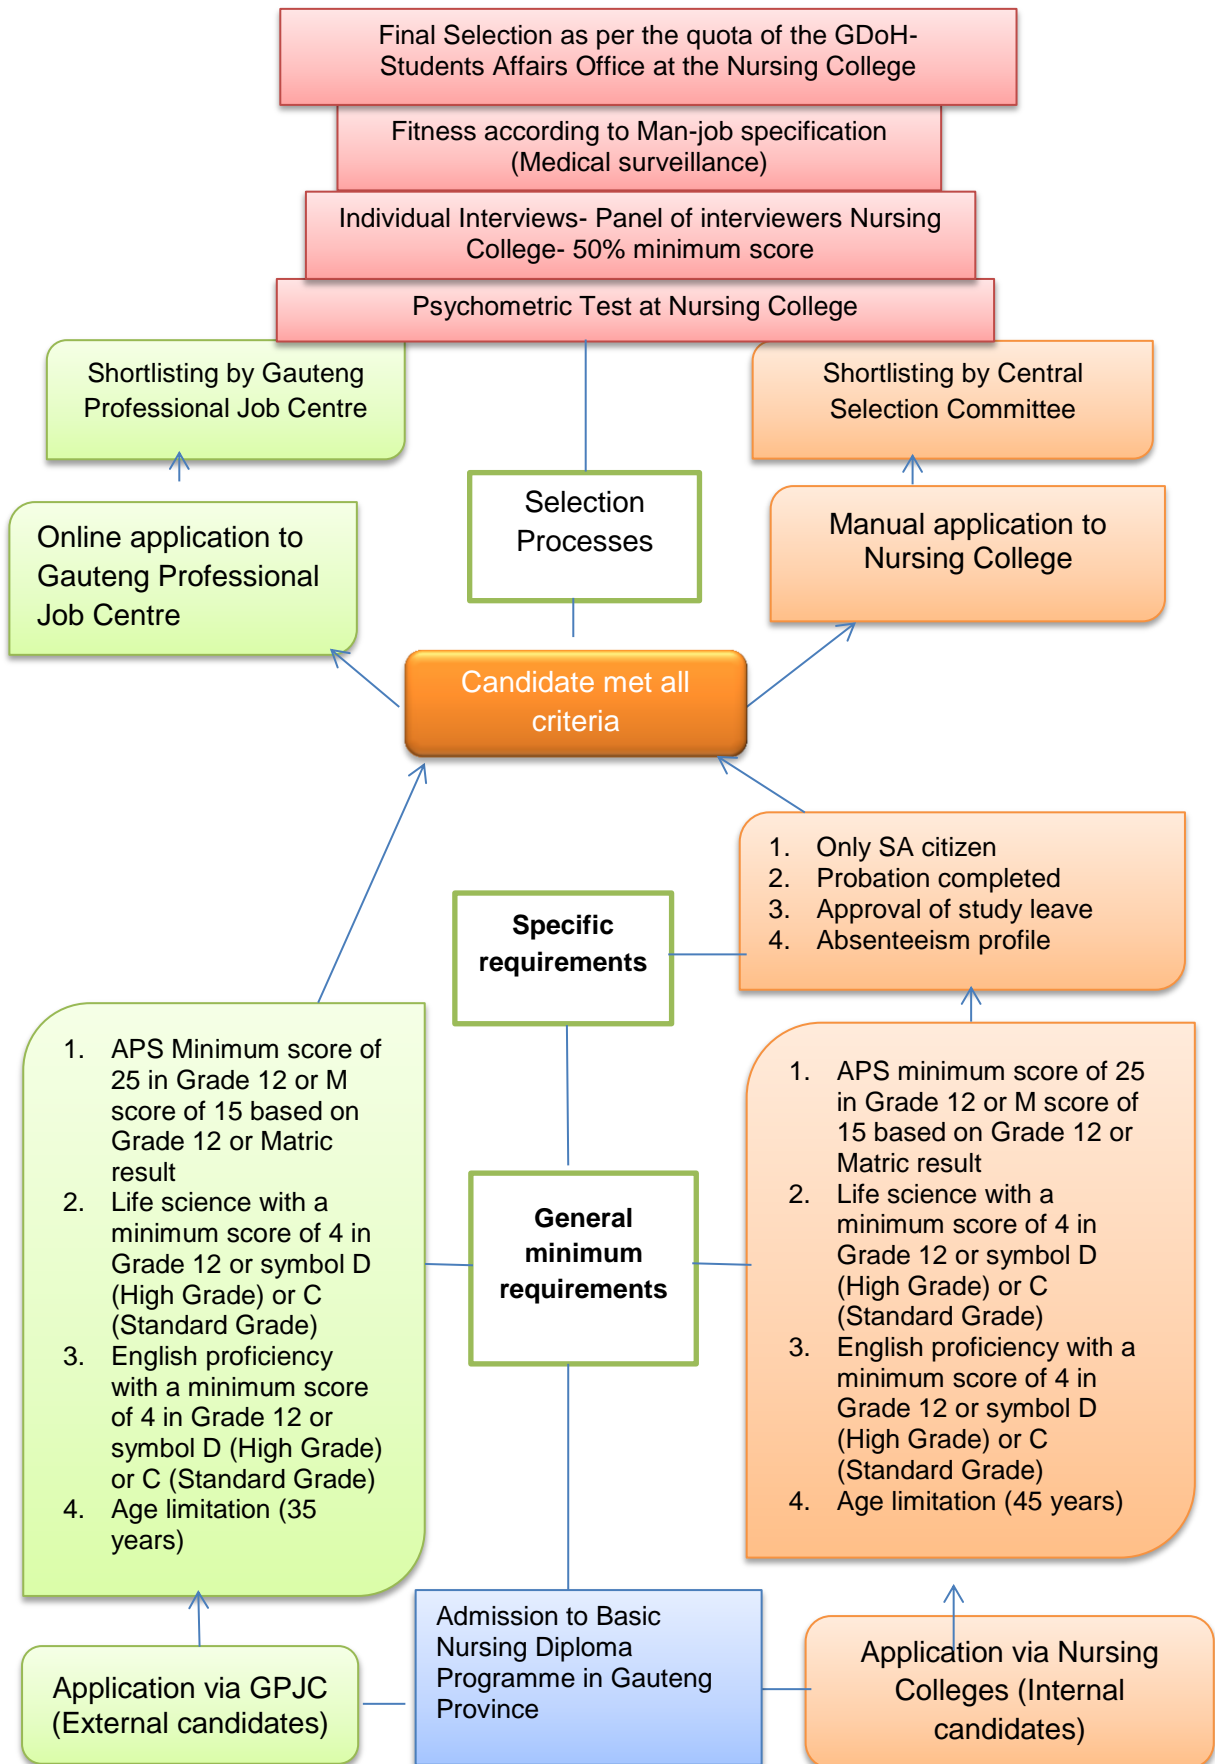 Final Selection as per the quota of the GDoH-
Students Affairs Office at the Nursing College
Fitness according to Man-job specification
(Medical surveillance)
Individual Interviews- Panel of interviewers Nursing
College- 50% minimum score
Psychometric Test at Nursing College
Shortlisting by Gauteng
Professional Job Centre
Shortlisting by Central
Selection Committee
Online application to
Gauteng Professional
Job Centre
Selection
Processes
Manual application to
Nursing College
Candidate met all
criteria
1. Only SA citizen
2. Probation completed
3. Approval of study leave
4. Absenteeism profile
Specific
requirements
1. APS Minimum score of
25 in Grade 12 or M
score of 15 based on
Grade 12 or Matric
result
2. Life science with a
minimum score of 4 in
Grade 12 or symbol D
(High Grade) or C
(Standard Grade)
3. English proficiency
with a minimum score
of 4 in Grade 12 or
symbol D (High Grade)
or C (Standard Grade)
4. Age limitation (35
years)
General
minimum
requirements
1. APS minimum score of 25
in Grade 12 or M score of
15 based on Grade 12 or
Matric result
2. Life science with a
minimum score of 4 in
Grade 12 or symbol D
(High Grade) or C
(Standard Grade)
3. English proficiency with a
minimum score of 4 in
Grade 12 or symbol D
(High Grade) or C
(Standard Grade)
4. Age limitation (45 years)
Application via GPJC
(External candidates)
Admission to Basic
Nursing Diploma
Programme in Gauteng
Province
Application via Nursing
Colleges (Internal
candidates)